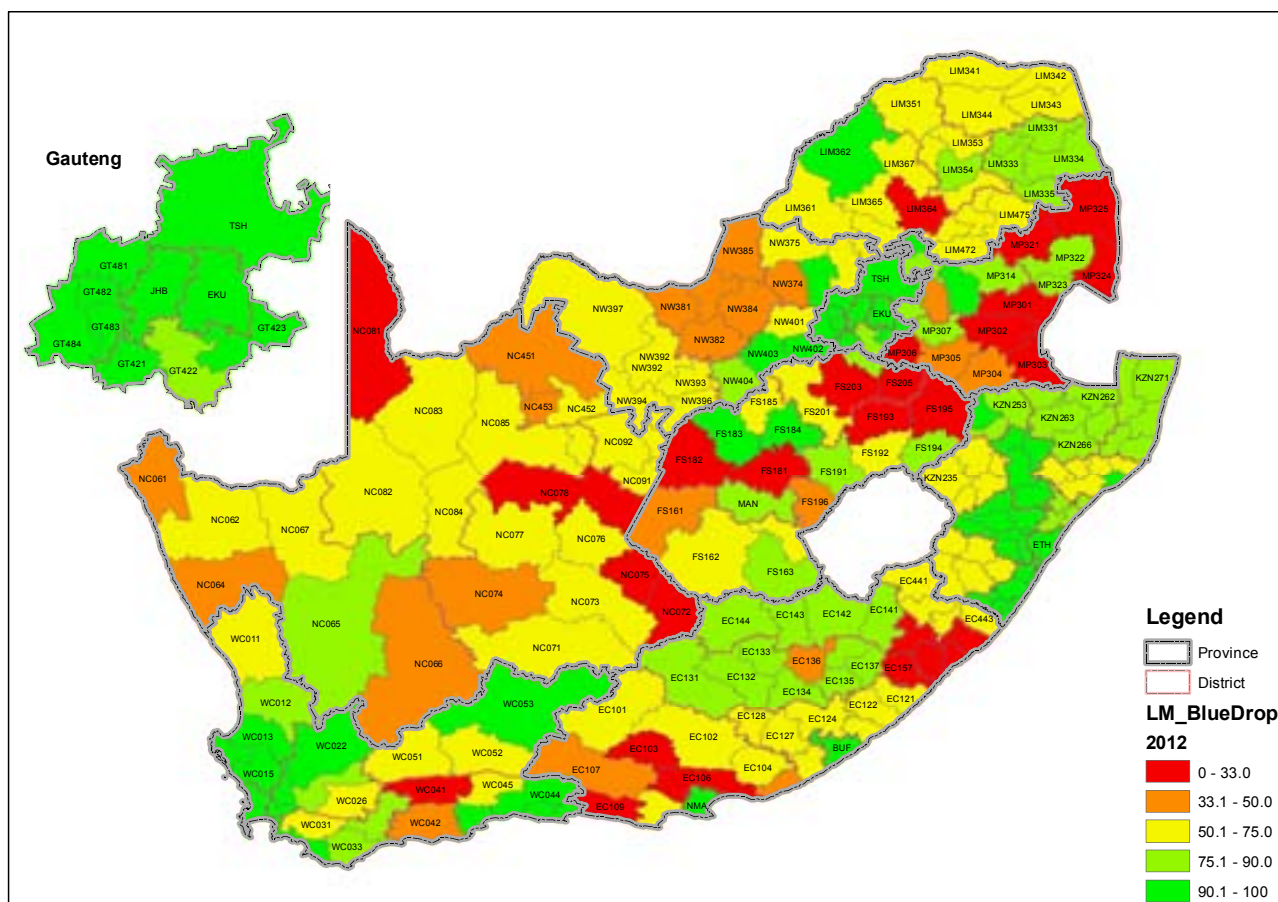 Gauteng
TSH
GT481
GT482
JHB
EKU
GT483
GT423
GT484
GT421
GT422
LIM341
LIM342
LIM351
LIM343
LIM344
LIM331
LIM353
LIM362
LIM367
LIM354
LIM333
LIM334
LIM335
LIM361
LIM365
LIM364
LIM475
MP325
LIM472
MP321
MP322
MP324
MP314
MP323
MP301
MP307
MP302
MP306
MP305
MP304
MP303
NW385
NW375
NW397
NW381
NW374
NW384
NW382
NW401
NW392
NW392
NW403
NW402
NW393
NW404
NW394
NW396
TSH
EKU
NC081
NC451
NC453
NC452
NC083
NC085
NC092
NC091
NC061
NC082
NC078
NC062
NC067
NC084
NC077
NC076
NC064
NC065
NC074
NC075
NC073
NC072
NC066
NC071
FS203
FS205
FS185
FS201
FS193
FS195
FS183
FS184
FS182
FS181
FS191
FS192
FS194
MAN
FS196
FS161
FS162
FS163
KZN271
KZN253
KZN262
KZN263
KZN266
KZN235
ETH
EC441
EC443
EC144
EC143
EC142
EC141
EC133
EC136
EC137
EC157
EC131
EC132
EC135
EC134
EC101
EC128
EC124
EC122
EC121
EC102
EC127
EC103
EC104
BUF
EC107
EC106
EC109
NMA
WC011
WC012
WC053
WC013
WC022
WC051
WC052
WC015
WC041
WC045
WC044
WC026
WC031
WC042
WC033
Legend
Province
District
LM_BlueDrop
2012
0 - 33.0
33.1 - 50.0
50.1 - 75.0
75.1 - 90.0
90.1 - 100